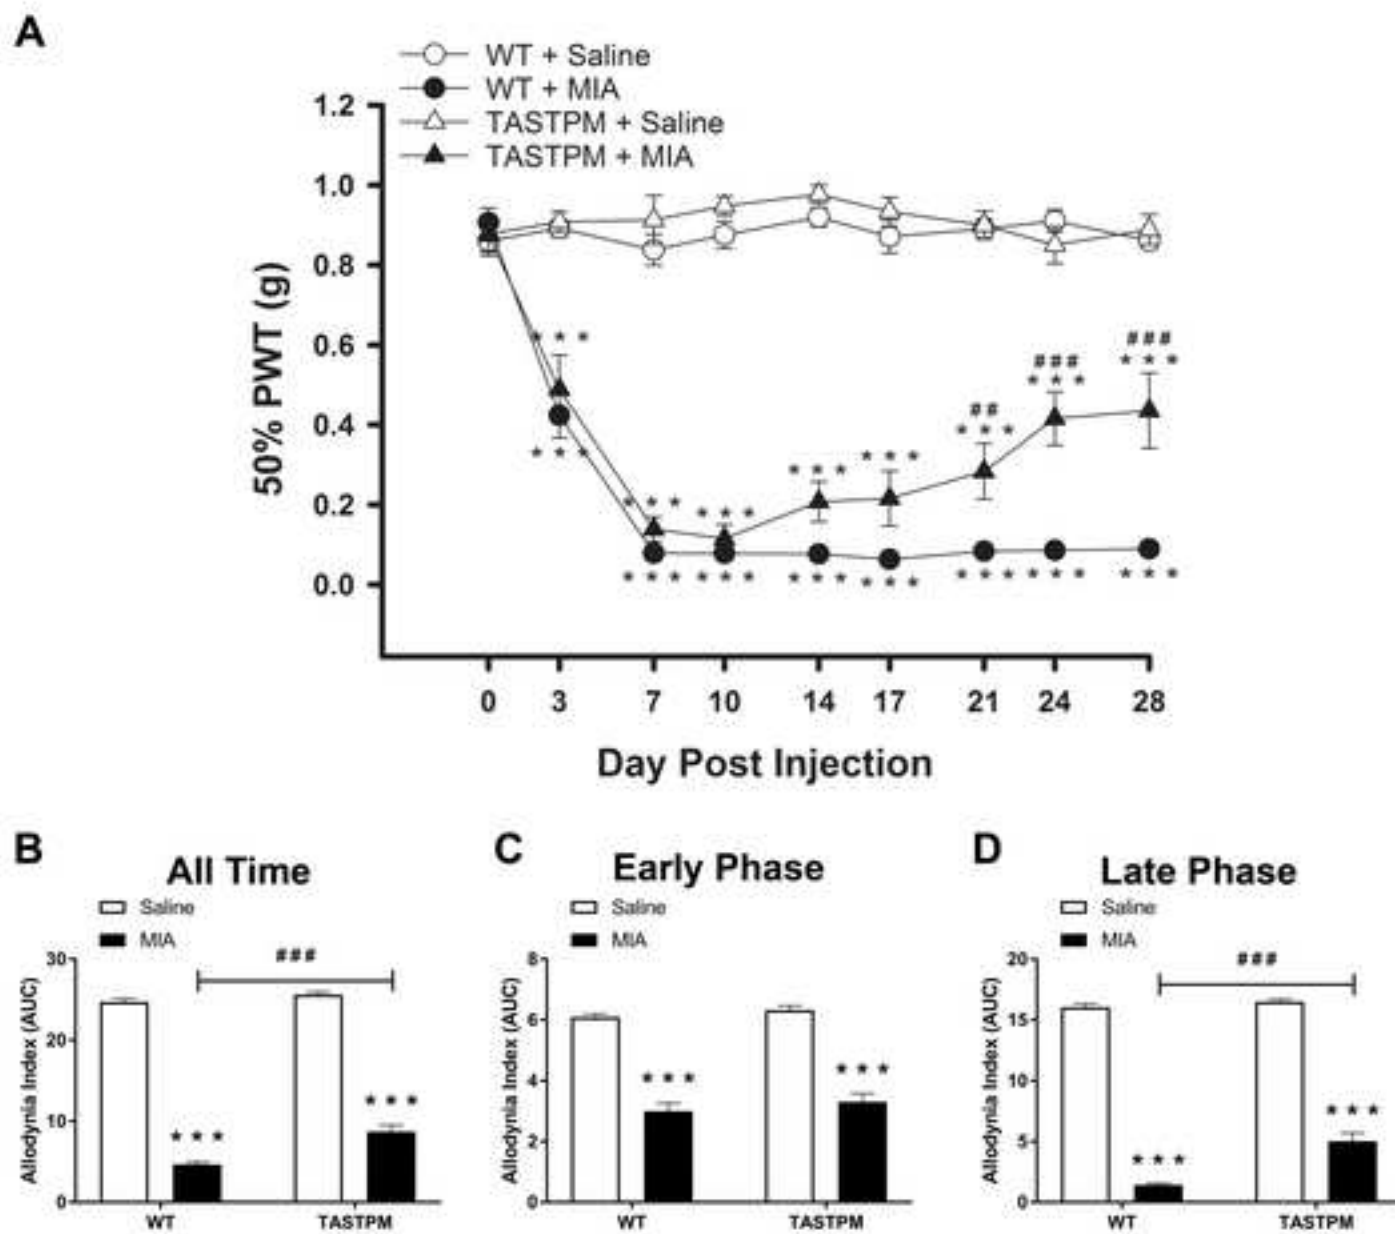 A
WT + Saline
WT + MIA
TASTPM + Saline
TASTPM + MIA
1.2
1.0
0.8
0.6
0.4
0.2
0.0
50% PWT (g)
* * *
* * *
* * *
* * *
* * *
* * *
##
* * *
###
* * *
###
* * *
* * *
* * *
* * *
* * *
* * *
* * *
* * *
0 3 7 10 14 17 21 24 28
Day Post Injection
B
All Time
Saline
MIA
###
30
20
10
0
Allodynia Index (AUC)
* * *
* * *
WT TASTPM
C
Early Phase
Saline
MIA
8
6
4
2
0
Allodynia Index (AUC)
* * *
* * *
WT TASTPM
D
Late Phase
Saline
MIA
###
20
15
10
5
0
Allodynia Index (AUC)
* * *
* * *
WT TASTPM